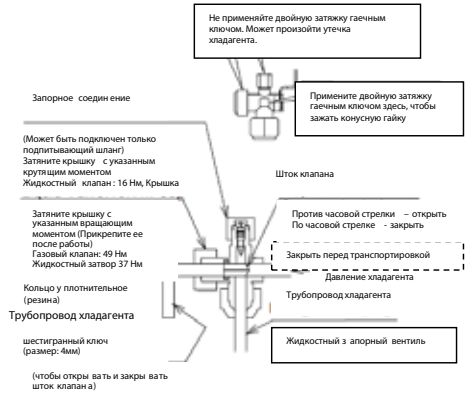 Не применяйте двойную затяжку гаечным
ключом. Может произойти утечка
хладагента.
Примените двойную затяжку
гаечным ключом здесь, чтобы
зажать конусную гайку
Запорное соедин ение
(Может быть подключен только
подпитывающий шланг)
Затяните крышку с указанным
крутящим моментом
Жидкостный клапан : 16 Нм, Крышка
Шток клапана
Затяните крышку с
указанным вращающим
моментом (Прикрепите ее
после работы)
Газовый клапан: 49 Нм
Жидкостный затвор 37 Нм
Против часовой стрелки – открыть
По часовой стрелке - закрыть
Закрыть перед транспортировкой
Давление хладагента
Кольцо у плотнительное
(резина)
Трубопровод хладагента
Трубопровод хладагента
шестигранный ключ
(размер: 4мм)
Жидкостный з апорный вентиль
(чтобы откры вать и закры вать
шток клапан а)